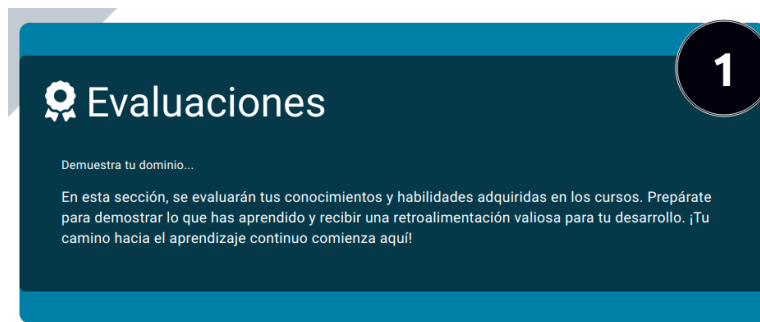 1
Evaluaciones
Demuestra tu dominio...
En esta sección, se evaluarán tus conocimientos y habilidades adquiridas en los cursos. Prepárate
para demostrar lo que has aprendido y recibir una retroalimentación valiosa para tu desarrollo. ¡Tu
camino hacia el aprendizaje continuo comienza aquí!